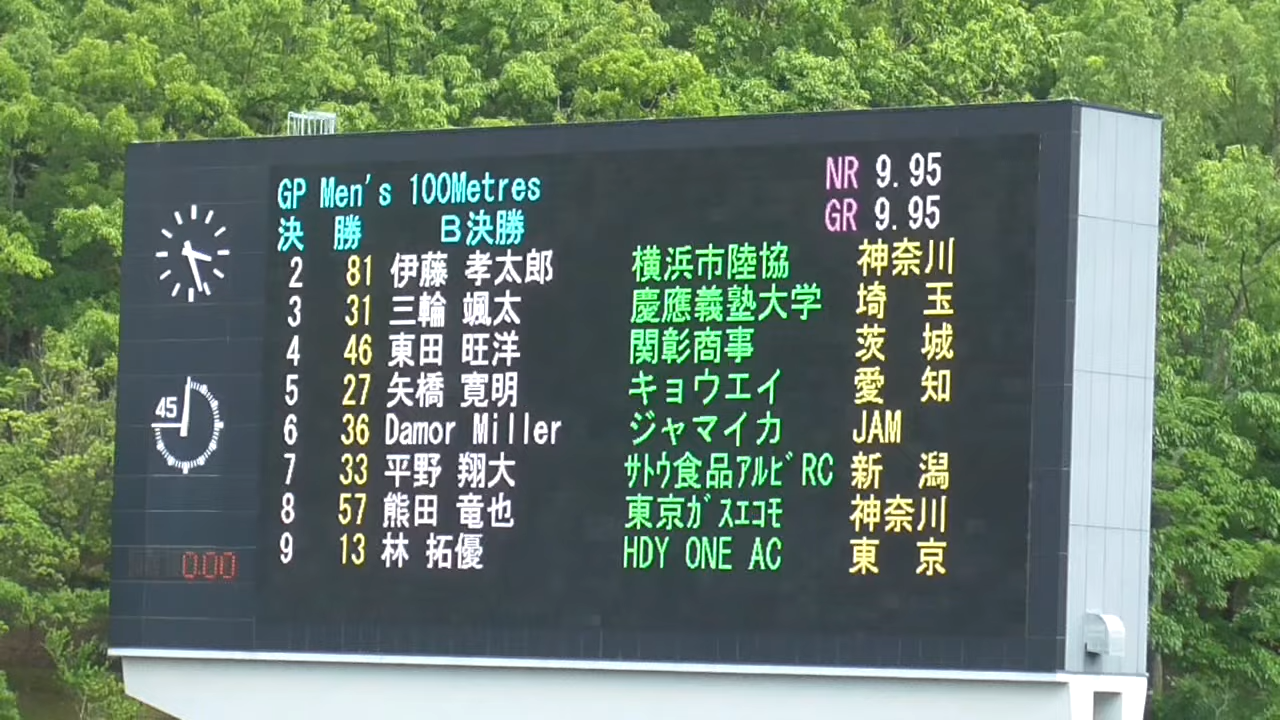 GP Men's 100Metres NR 9.95
決 勝 B決勝 GR 9.95
2 81 伊藤 孝太郎 横浜市陸協 神奈川
3 31 三輪 颯太 慶應義塾大学 埼 玉
4 46 東田 旺洋 関彰商事 茨 城
5 27 矢橋 寛明 キョウエイ 愛 知
6 36 Damor Miller ジャマイカ JAM
7 33 平野 翔大 ｻﾄｳ食品ｱﾙﾋﾞRC 新 潟
8 57 熊田 竜也 東京ｶﾞｽｴｺﾓ 神奈川
9 13 林 拓優 HDY ONE AC 東 京
45
0.00